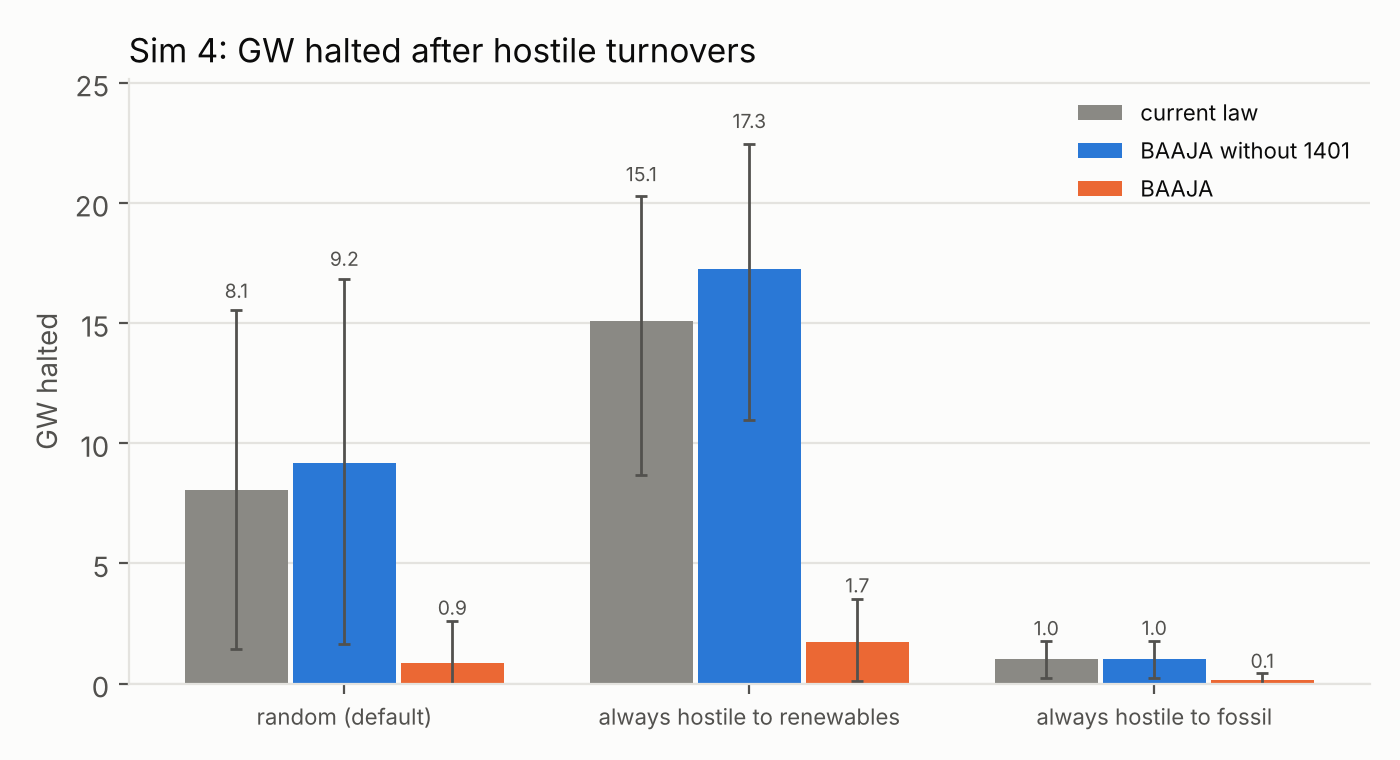 Sim 4: GW halted after hostile turnovers
25
20
15
10
5
0
GW halted
current law
BAAJA without 1401
BAAJA
8.1
9.2
0.9
15.1
17.3
1.7
1.0
1.0
0.1
random (default)
always hostile to renewables
always hostile to fossil